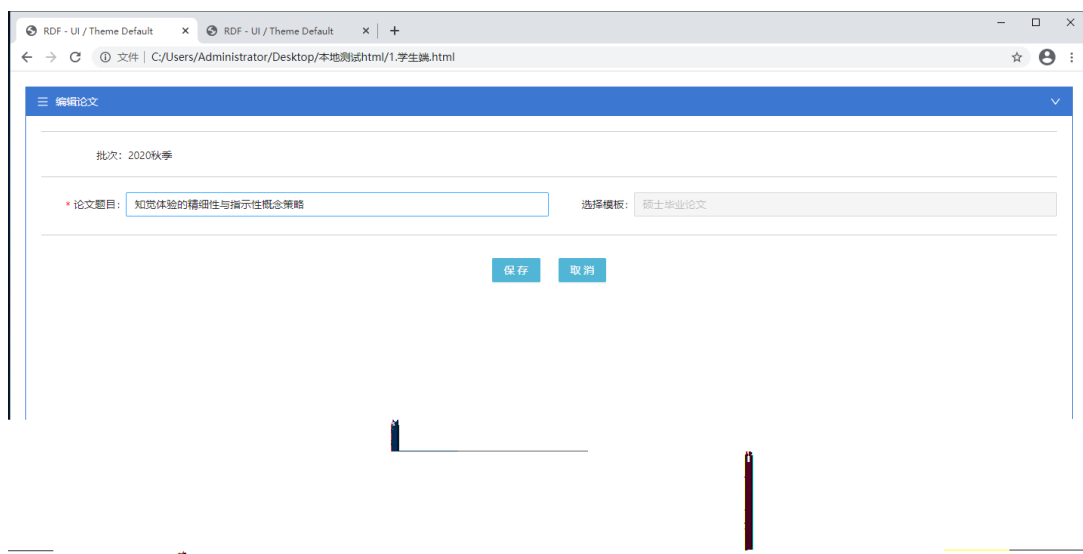 RDF - UI / Theme Default
RDF - UI / Theme Default
文件 | C:/Users/Administrator/Desktop/本地测试html/1.学生端.html
编辑论文
批次: 2020秋季
* 论文题目: 知觉体验的精细性与指示性概念策略 选择模板: 硕士毕业论文
保存 取消